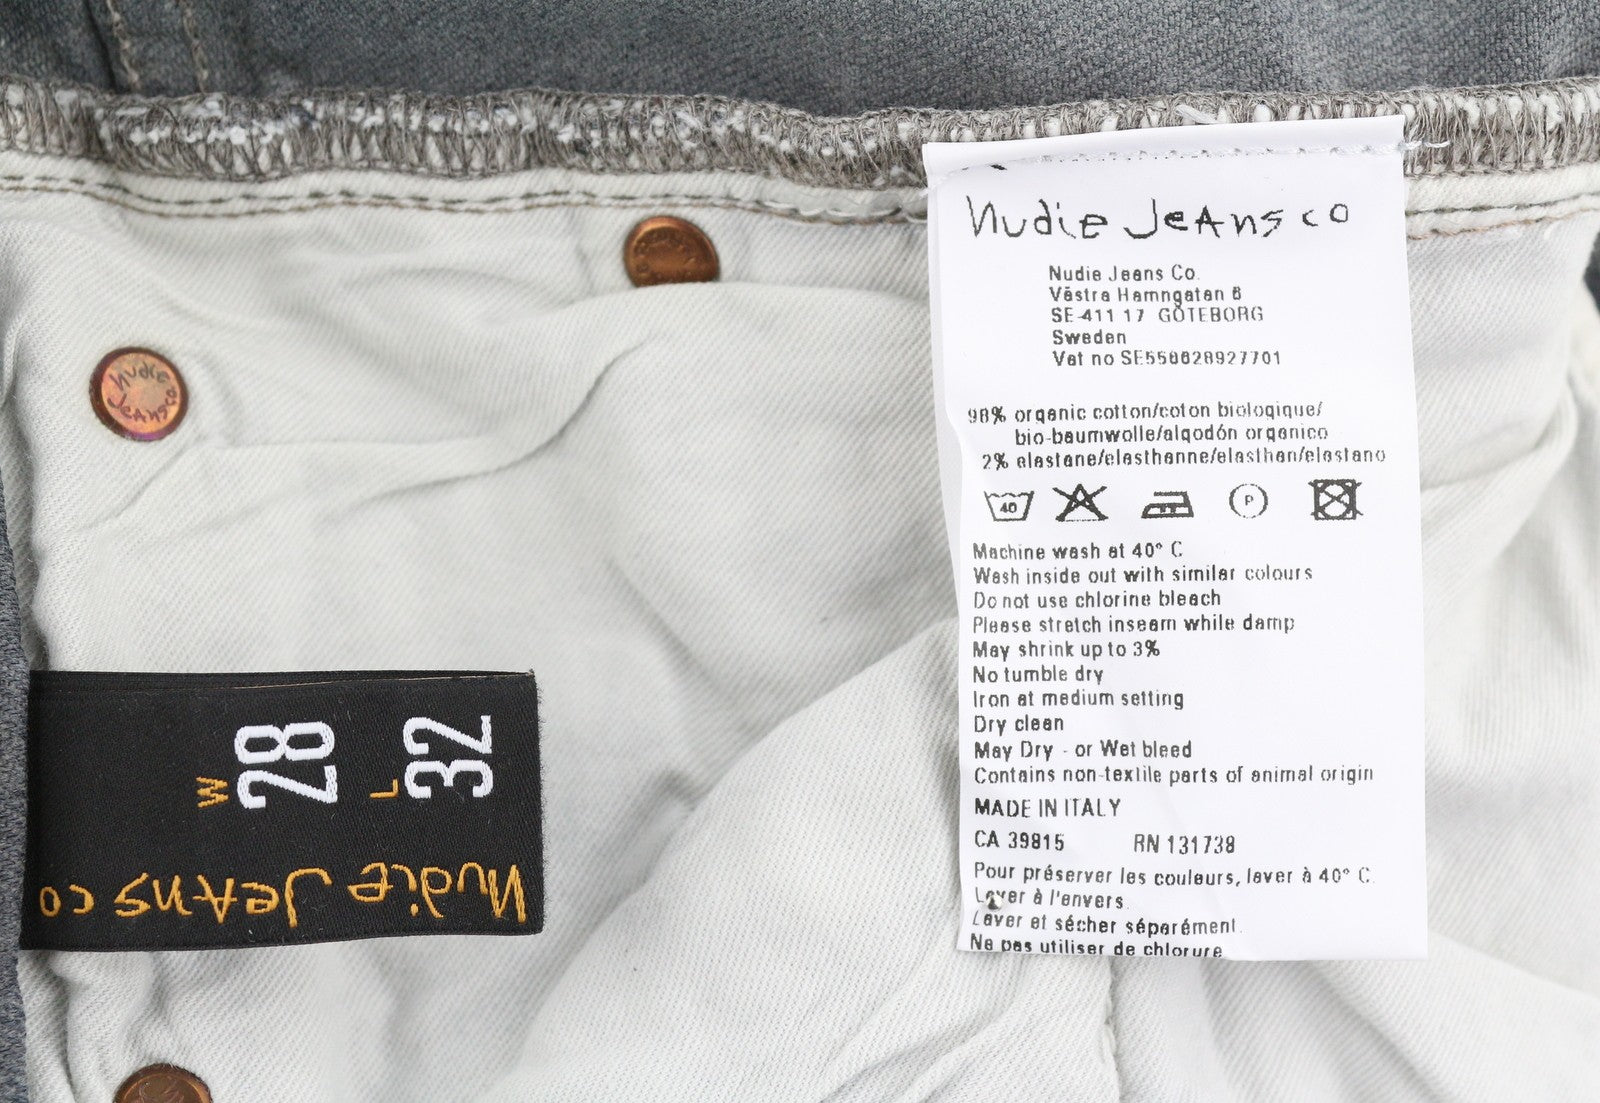 Nudie Jeans co
Nudie Jeans Co.
Västra Hamngatan 6
SE-411 17 GÖTEBORG
Sweden
Vat no SE556628927701
98% organic cotton/coton biologique/
bio-baumwolle/algodón organico
2% elastane/elasthanne/elasthan/elastano
40
P
Machine wash at 40° C
Wash inside out with similar colours
Do not use chlorine bleach
Please stretch inseam while damp
May shrink up to 3%
No tumble dry
Iron at medium setting
Dry clean
May Dry - or Wet bleed
Contains non-textile parts of animal origin
MADE IN ITALY
CA 39815 RN 131738
Pour préserver les couleurs, laver à 40° C.
Laver à l'envers.
Laver et sécher séparément.
Ne pas utiliser de chlorure
Nudie
Jeans co
W 28
L 32
Nudie Jeans co